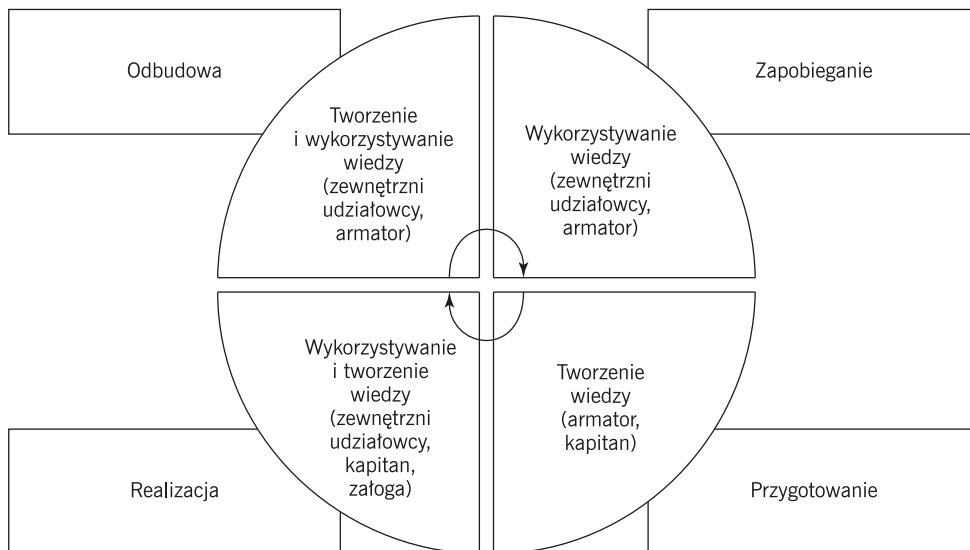 Odbudowa
Tworzenie
i wykorzystywanie
wiedzy
(zewnętrzni
udziałowcy,
armator)
Wykorzystywanie
wiedzy
(zewnętrzni
udziałowcy,
armator)
Zapobieganie
Wykorzystywanie
i tworzenie
wiedzy
(zewnętrzni
udziałowcy,
kapitan,
załoga)
Realizacja
Tworzenie
wiedzy
(armator,
kapitan)
Przygotowanie